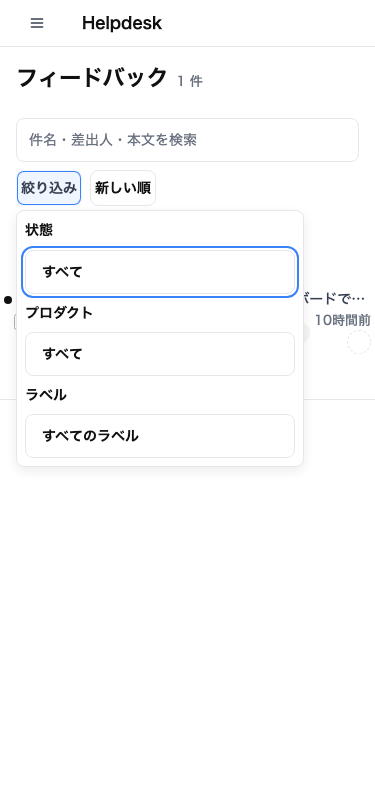 Helpdesk
フィードバック 1 件
件名・差出人・本文を検索
絞り込み 新しい順
状態
すべて
ボードで…
プロダクト
10時間前
すべて
ラベル
すべてのラベル